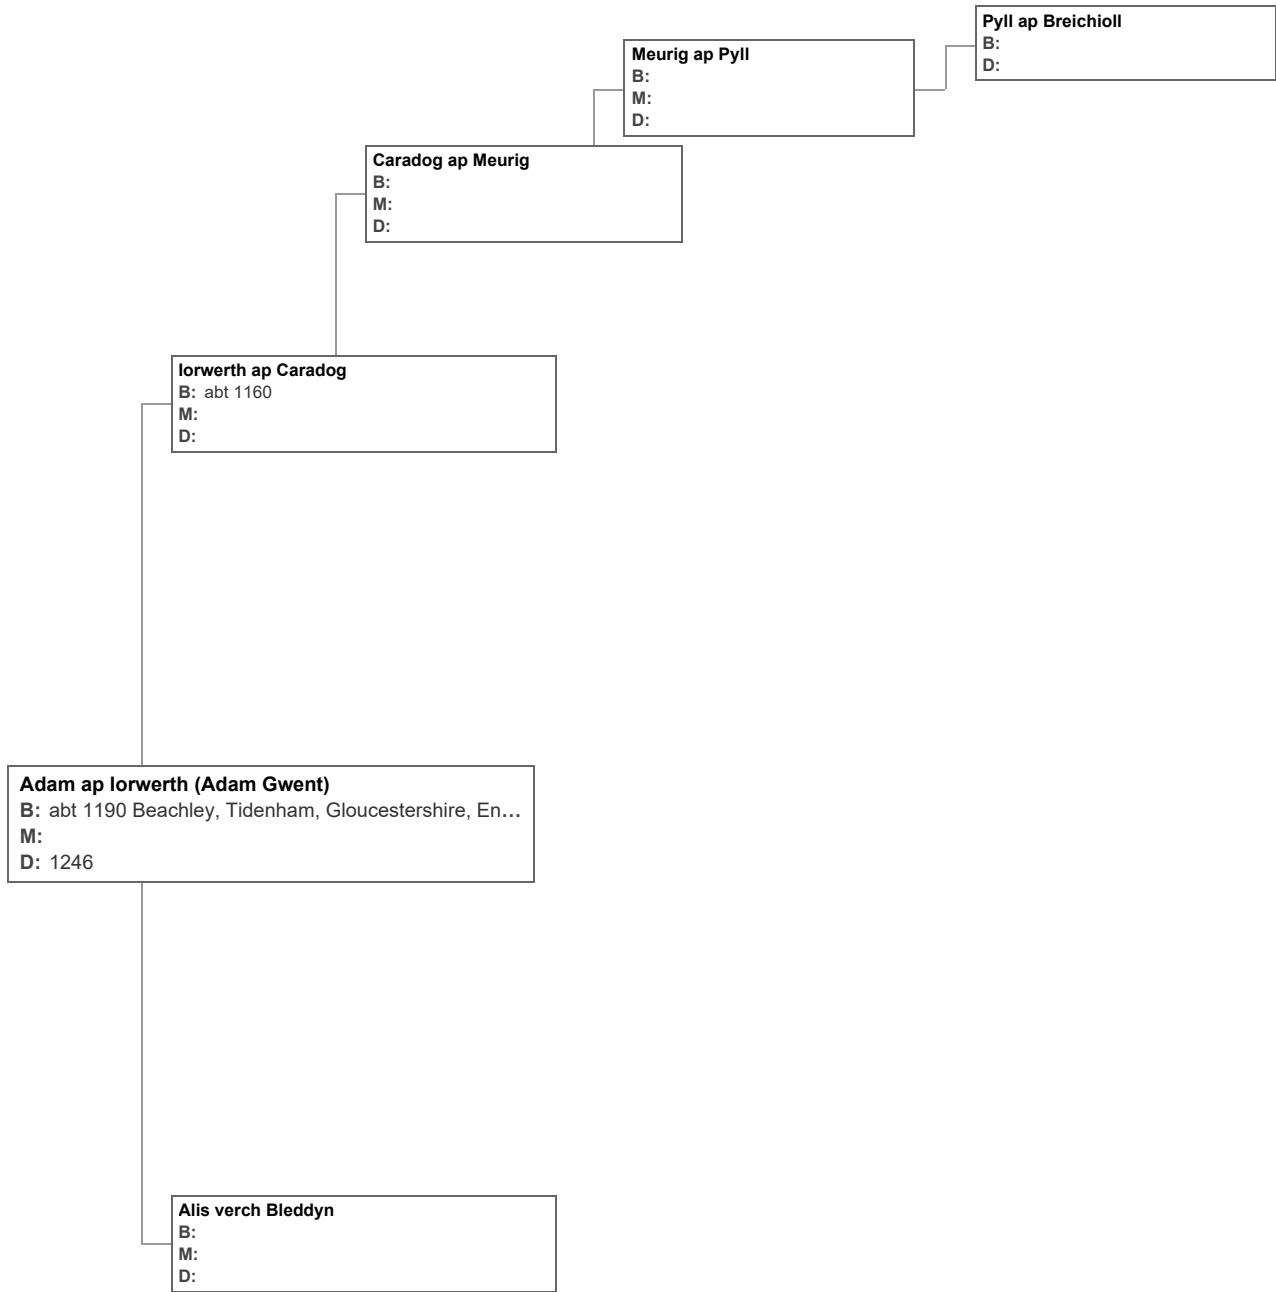 Pyll ap Breichioll
B:
D:
Meurig ap Pyll
B:
M:
D:
Caradog ap Meurig
B:
M:
D:
Iorwerth ap Caradog
B: abt 1160
M:
D:
Adam ap Iorwerth (Adam Gwent)
B: abt 1190 Beachley, Tidenham, Gloucestershire, En...
M:
D: 1246
Alis verch Bleddyn
B:
M:
D: